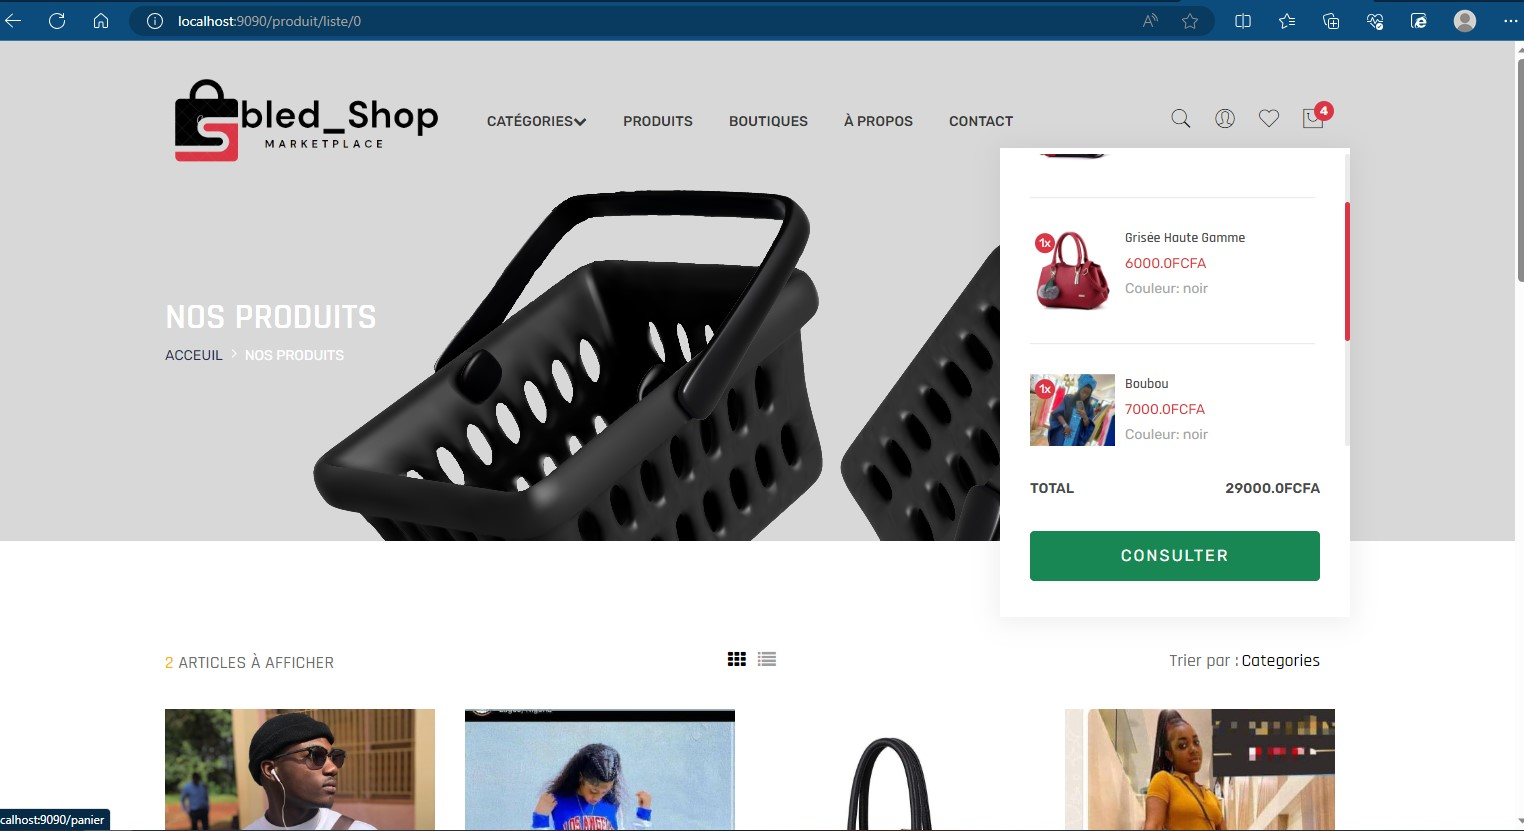 localhost:9090/produit/liste/0
bled_Shop
MARKETPLACE
CATÉGORIES
PRODUITS
BOUTIQUES
À PROPOS
CONTACT
4
1x
Grisée Haute Gamme
6000.0FCFA
Couleur: noir
1x
Boubou
7000.0FCFA
Couleur: noir
TOTAL
29000.0FCFA
CONSULTER
NOS PRODUITS
ACCEUIL
NOS PRODUITS
2 ARTICLES À AFFICHER
Trier par : Categories
LOS ANGELES
calhost:9090/panier